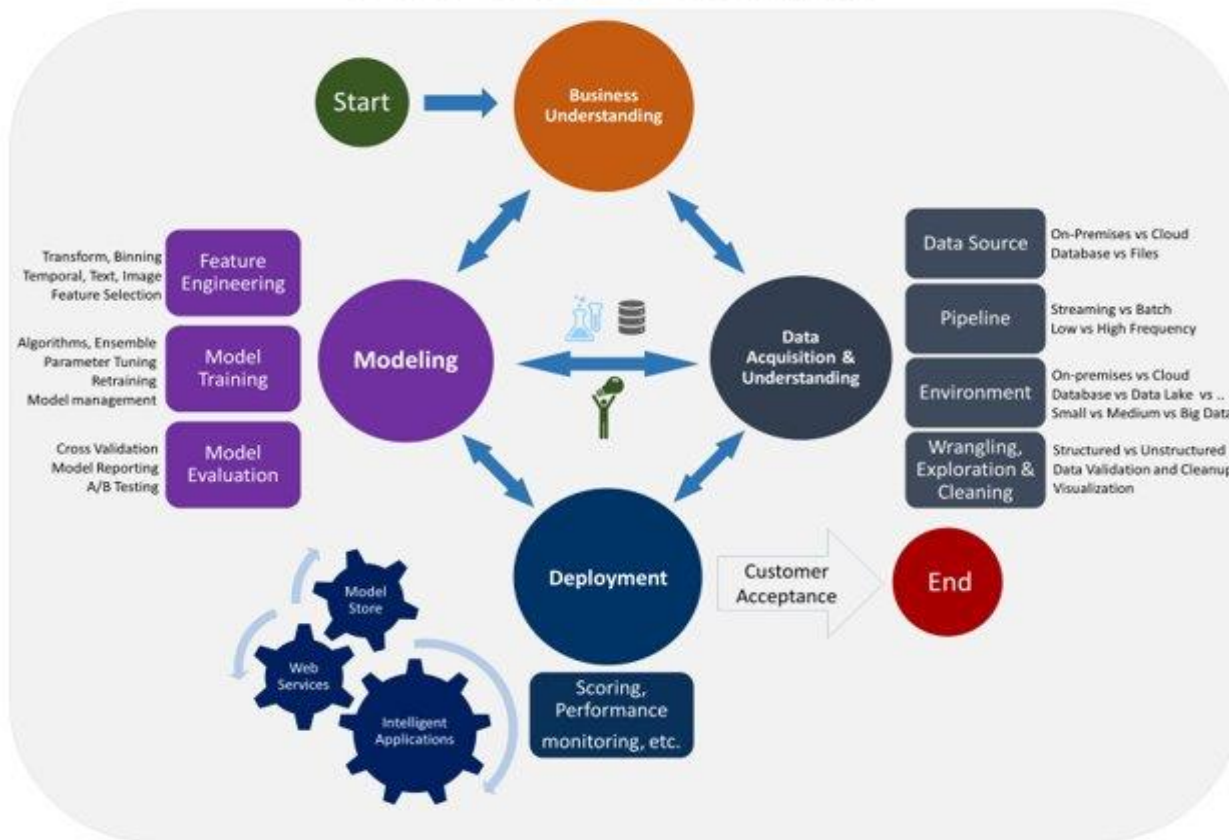 Start
Business
Understanding
Feature
Engineering
Transform, Binning
Temporal, Text, Image
Feature Selection
Model
Training
Algorithms, Ensemble
Parameter Tuning
Retraining
Model management
Model
Evaluation
Cross Validation
Model Reporting
A/B Testing
Modeling
Data
Acquisition &
Understanding
Data Source
On-Premises vs Cloud
Database vs Files
Pipeline
Streaming vs Batch
Low vs High Frequency
Environment
On-premises vs Cloud
Database vs Data Lake vs ..
Small vs Medium vs Big Data
Wrangling,
Exploration &
Cleaning
Structured vs Unstructured
Data Validation and Cleanup
Visualization
Deployment
Customer
Acceptance
End
Model
Store
Web
Services
Intelligent
Applications
Scoring,
Performance
monitoring, etc.